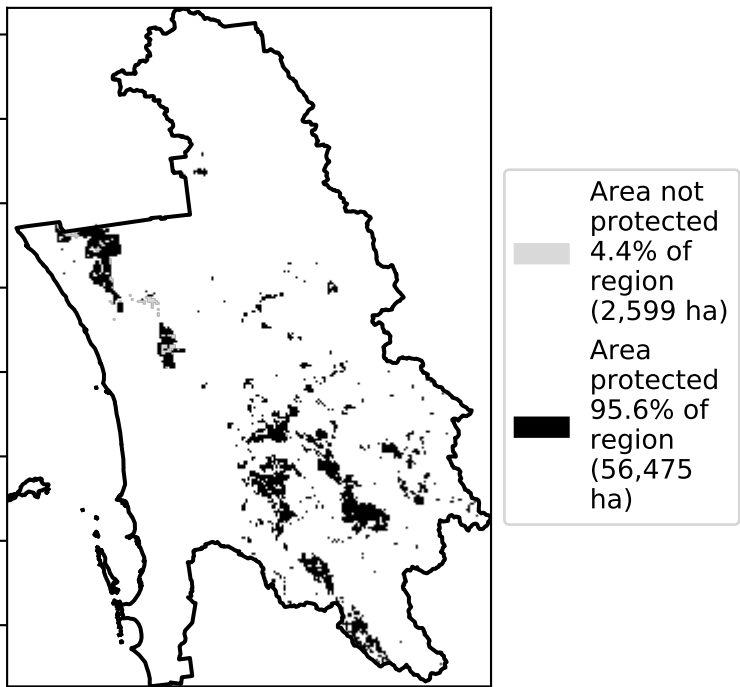 Area not
protected
4.4% of
region
(2,599 ha)
Area
protected
95.6% of
region
(56,475
ha)